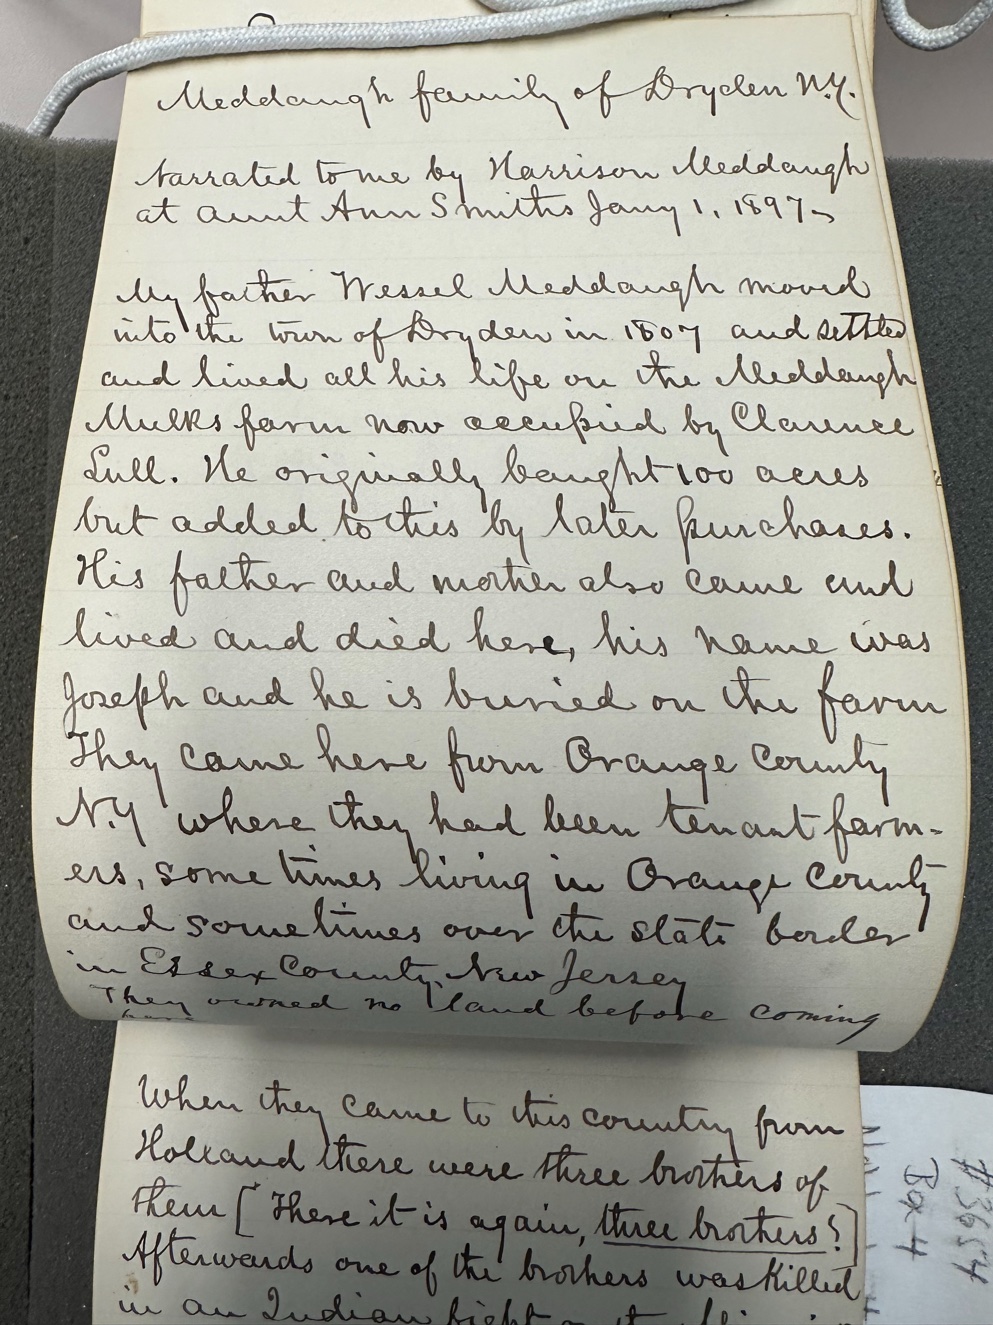 Meddaugh family of Dryden N.Y.
Narrated to me by Harrison Meddaugh
at aunt Ann Smiths Jany 1, 1897
My father Wessel Meddaugh moved
into the town of Dryden in 1807 and settled
and lived all his life on the Meddaugh
Mulks farm now occupied by Clarence
Lull. He originally bought 100 acres
but added to this by later purchases.
His father and mother also came and
lived and died here, his name was
Joseph and he is buried on the farm
They came here from Orange County
N.Y where they had been tenant farm-
ers, sometimes living in Orange County
and sometimes over the state border
in Essex County, New Jersey
They owned no land before coming
here
When they came to this country from
Holland there were three brothers of
them [There it is again, three brothers!]
Afterwards one of the brothers was killed
in an Indian fight
#3654
Box 4